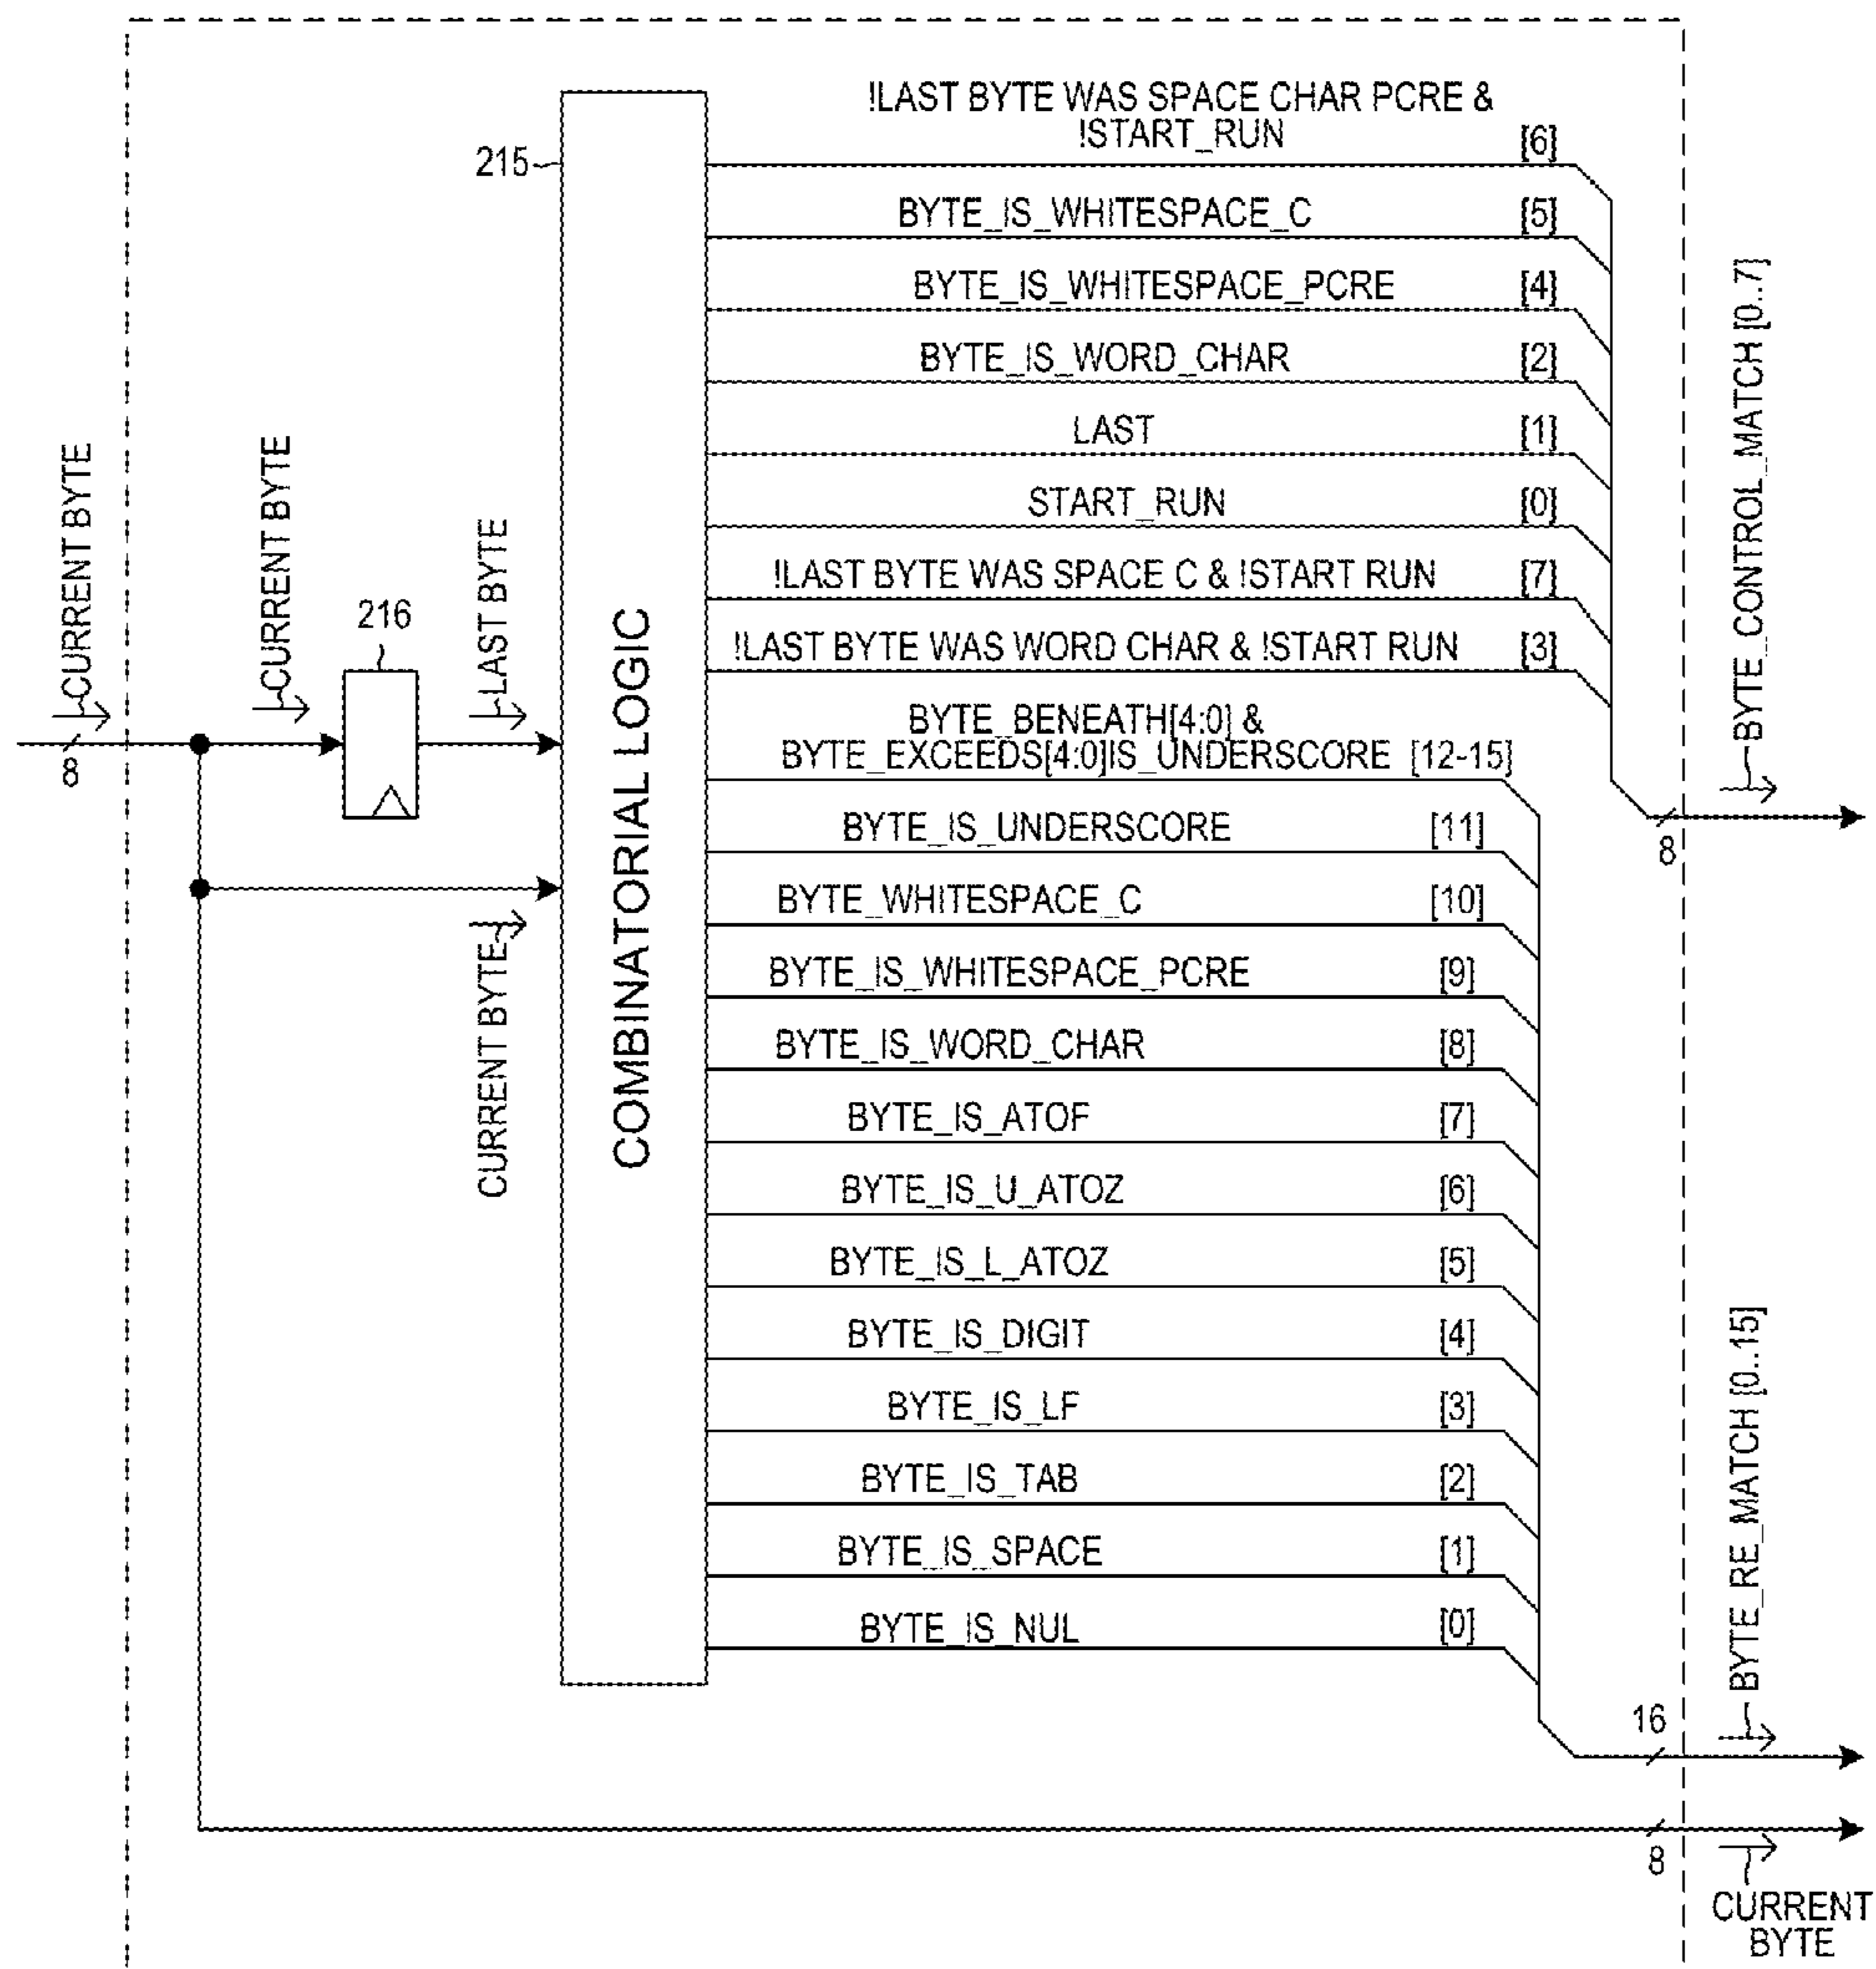 !LAST BYTE WAS SPACE CHAR PCRE &
!START_RUN [6]
215
BYTE_IS_WHITESPACE_C [5]
BYTE_IS_WHITESPACE_PCRE [4]
BYTE_IS_WORD_CHAR [2]
LAST [1]
START_RUN [0]
!LAST BYTE WAS SPACE C & !START RUN [7]
!LAST BYTE WAS WORD CHAR & !START RUN [3]
BYTE_BENEATH[4:0] &
BYTE_EXCEEDS[4:0]IS_UNDERSCORE [12-15]
BYTE_IS_UNDERSCORE [11]
BYTE_WHITESPACE_C [10]
BYTE_IS_WHITESPACE_PCRE [9]
BYTE_IS_WORD_CHAR [8]
BYTE_IS_ATOF [7]
BYTE_IS_U_ATOZ [6]
BYTE_IS_L_ATOZ [5]
BYTE_IS_DIGIT [4]
BYTE_IS_LF [3]
BYTE_IS_TAB [2]
BYTE_IS_SPACE [1]
BYTE_IS_NUL [0]
CURRENT BYTE
8
CURRENT BYTE
216
LAST BYTE
CURRENT BYTE
COMBINATORIAL LOGIC
BYTE_CONTROL_MATCH [0..7]
8
BYTE_RE_MATCH [0..15]
16
8
CURRENT
BYTE